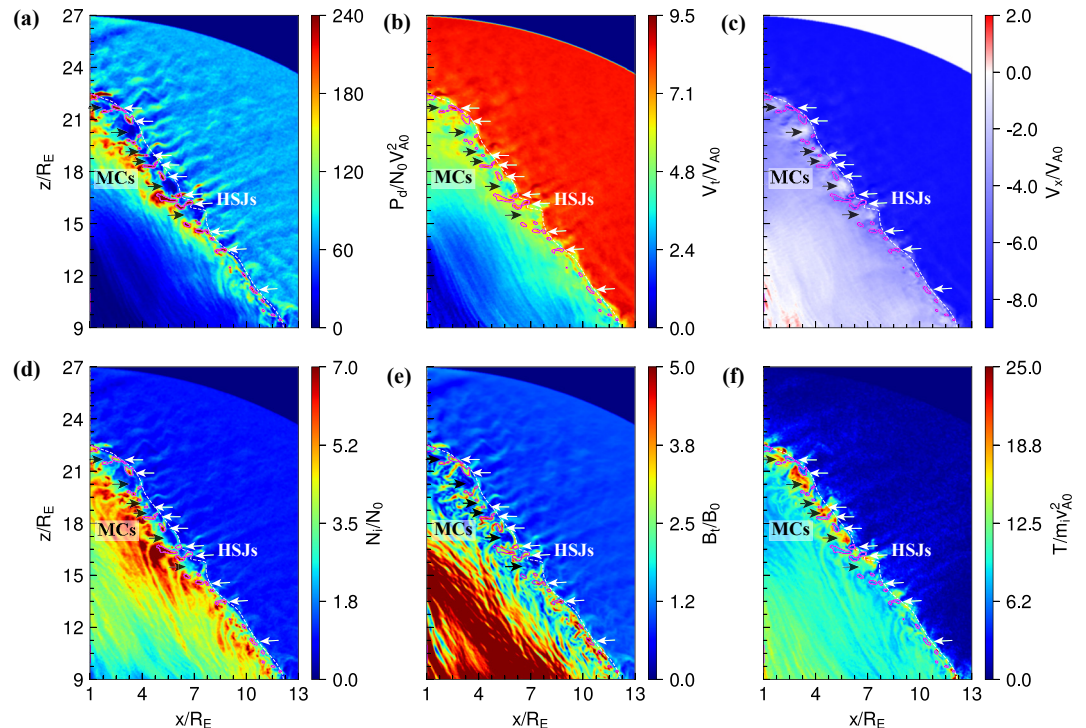 (a)
27
24
21
18
15
12
9
z/R_E
MCs
HSJs
240
180
120
60
0
P_d/N_0V_A0^2
(b)
MCs
HSJs
9.5
7.1
4.8
2.4
0.0
V_t/V_A0
(c)
MCs
HSJs
2.0
0.0
-2.0
-4.0
-6.0
-8.0
V_x/V_A0
(d)
27
24
21
18
15
12
9
z/R_E
MCs
HSJs
1 4 7 10 13
x/R_E
7.0
5.2
3.5
1.8
0.0
N_i/N_0
(e)
MCs
HSJs
1 4 7 10 13
x/R_E
5.0
3.8
2.5
1.2
0.0
B_t/B_0
(f)
MCs
HSJs
1 4 7 10 13
x/R_E
25.0
18.8
12.5
6.2
0.0
T/m_iv_A0^2